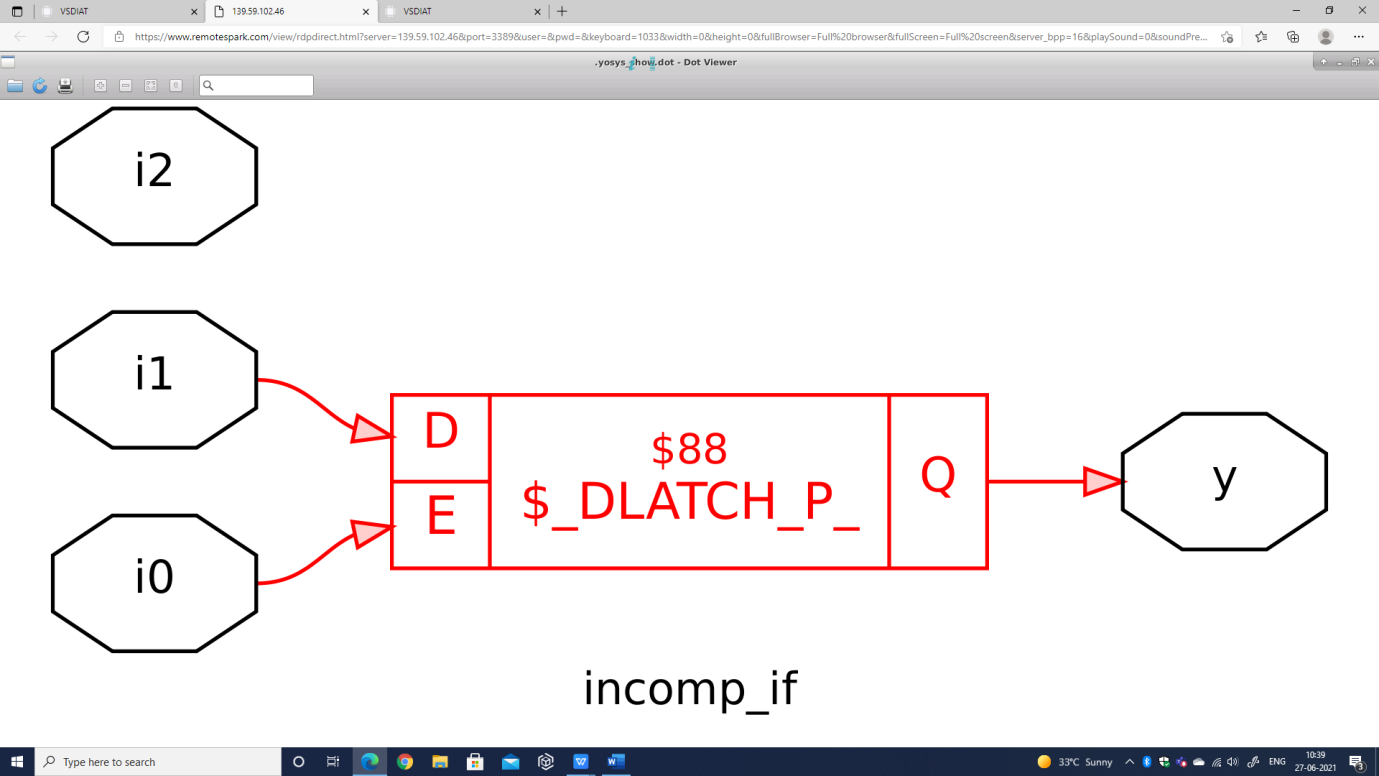 VSDIAT
139.59.102.46
VSDIAT
https://www.remotespark.com/view/rdpdirect.html?server=139.59.102.46&port=3389&user=&pwd=&keyboard=1033&width=0&height=0&fullBrowser=Full%20browser&fullScreen=Full%20screen&server_bpp=16&playSound=0&soundPre...
.yosys_show.dot - Dot Viewer
i2
i1
D
$88
Q
y
E
$_DLATCH_P_
i0
incomp_if
Type here to search
33°C Sunny
ENG
10:39
27-06-2021
3